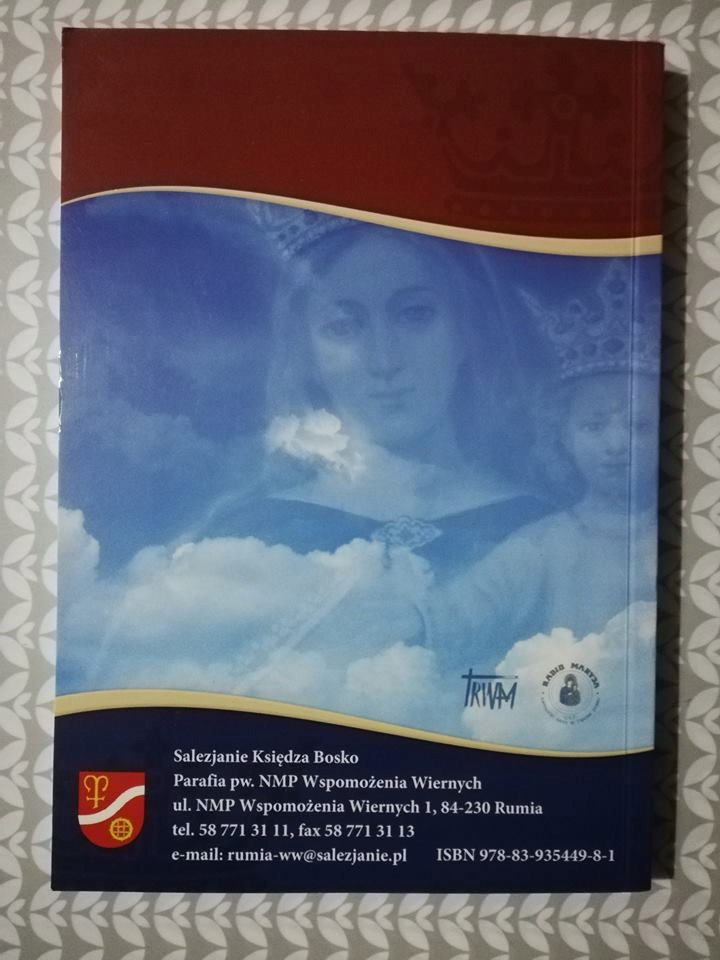 TRWAM
RADIO MARYJA
Salezjanie Księdza Bosko
Parafia pw. NMP Wspomożenia Wiernych
ul. NMP Wspomożenia Wiernych 1, 84-230 Rumia
tel. 58 771 31 11, fax 58 771 31 13
e-mail: rumia-ww@salezjanie.pl ISBN 978-83-935449-8-1